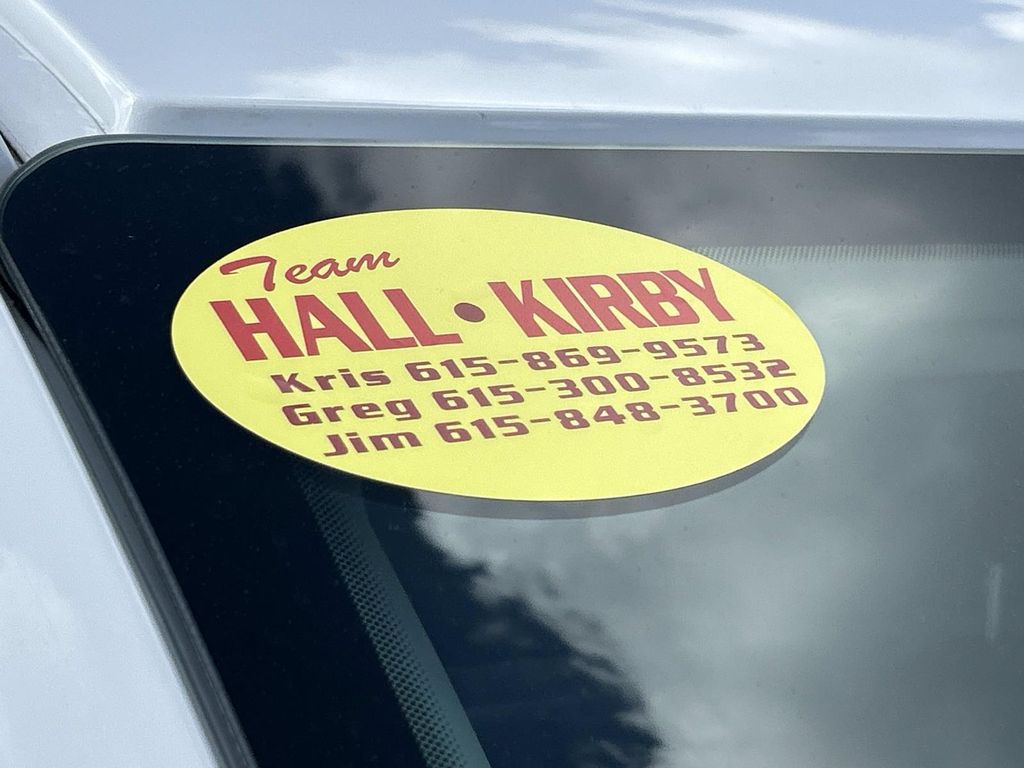 Team
HALL • KIRBY
Kris 615-869-9573
Greg 615-300-8532
Jim 615-848-3700